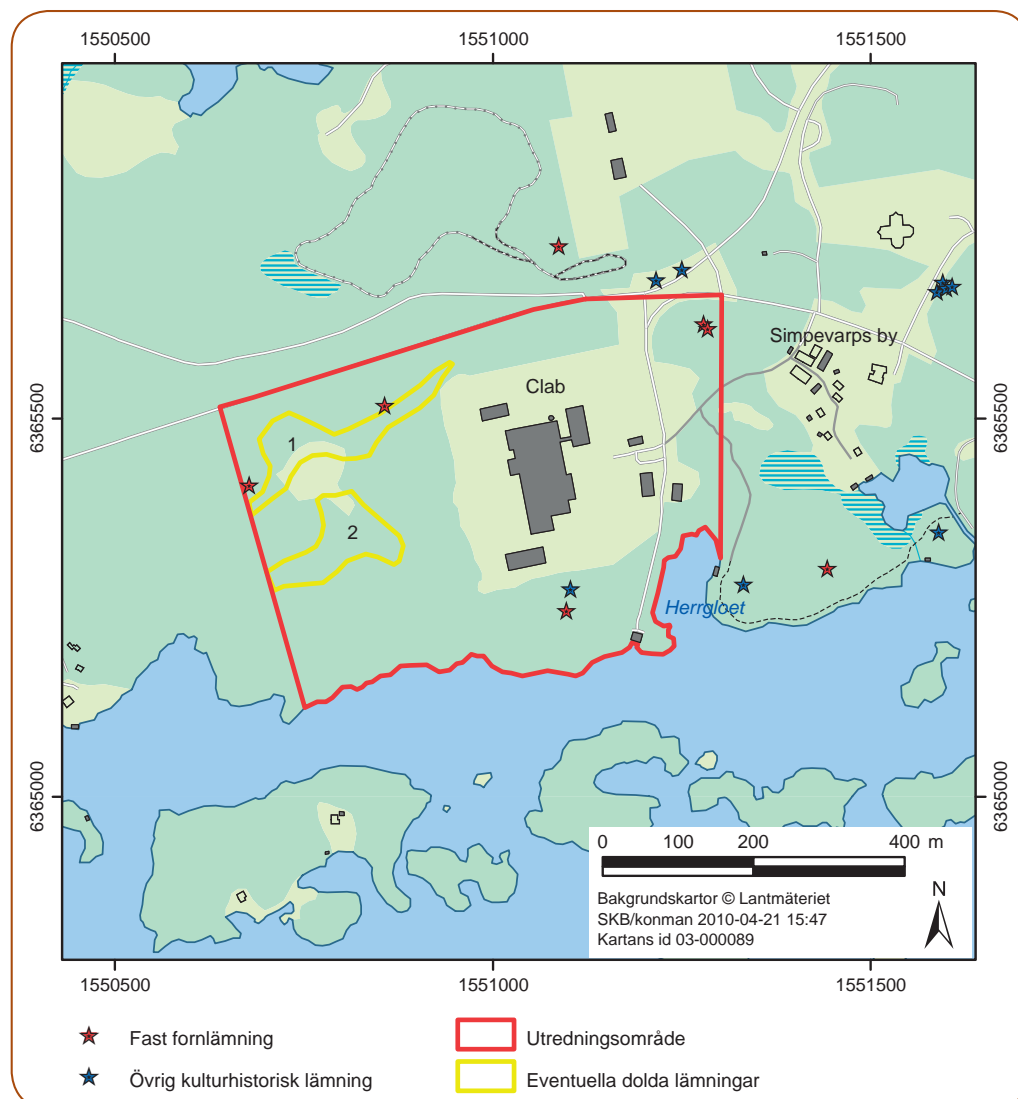 1550500 1551000 1551500
Simpevarps by
Clab
6365500 6365500
1
2
Herrgloet
6365000 6365000
0 100 200 400 m
Bakgrundskartor © Lantmäteriet
SKB/konman 2010-04-21 15:47
Kartans id 03-000089
N
1550500 1551000 1551500
Fast fornlämning
Utredningsområde
Övrig kulturhistorisk lämning
Eventuella dolda lämningar